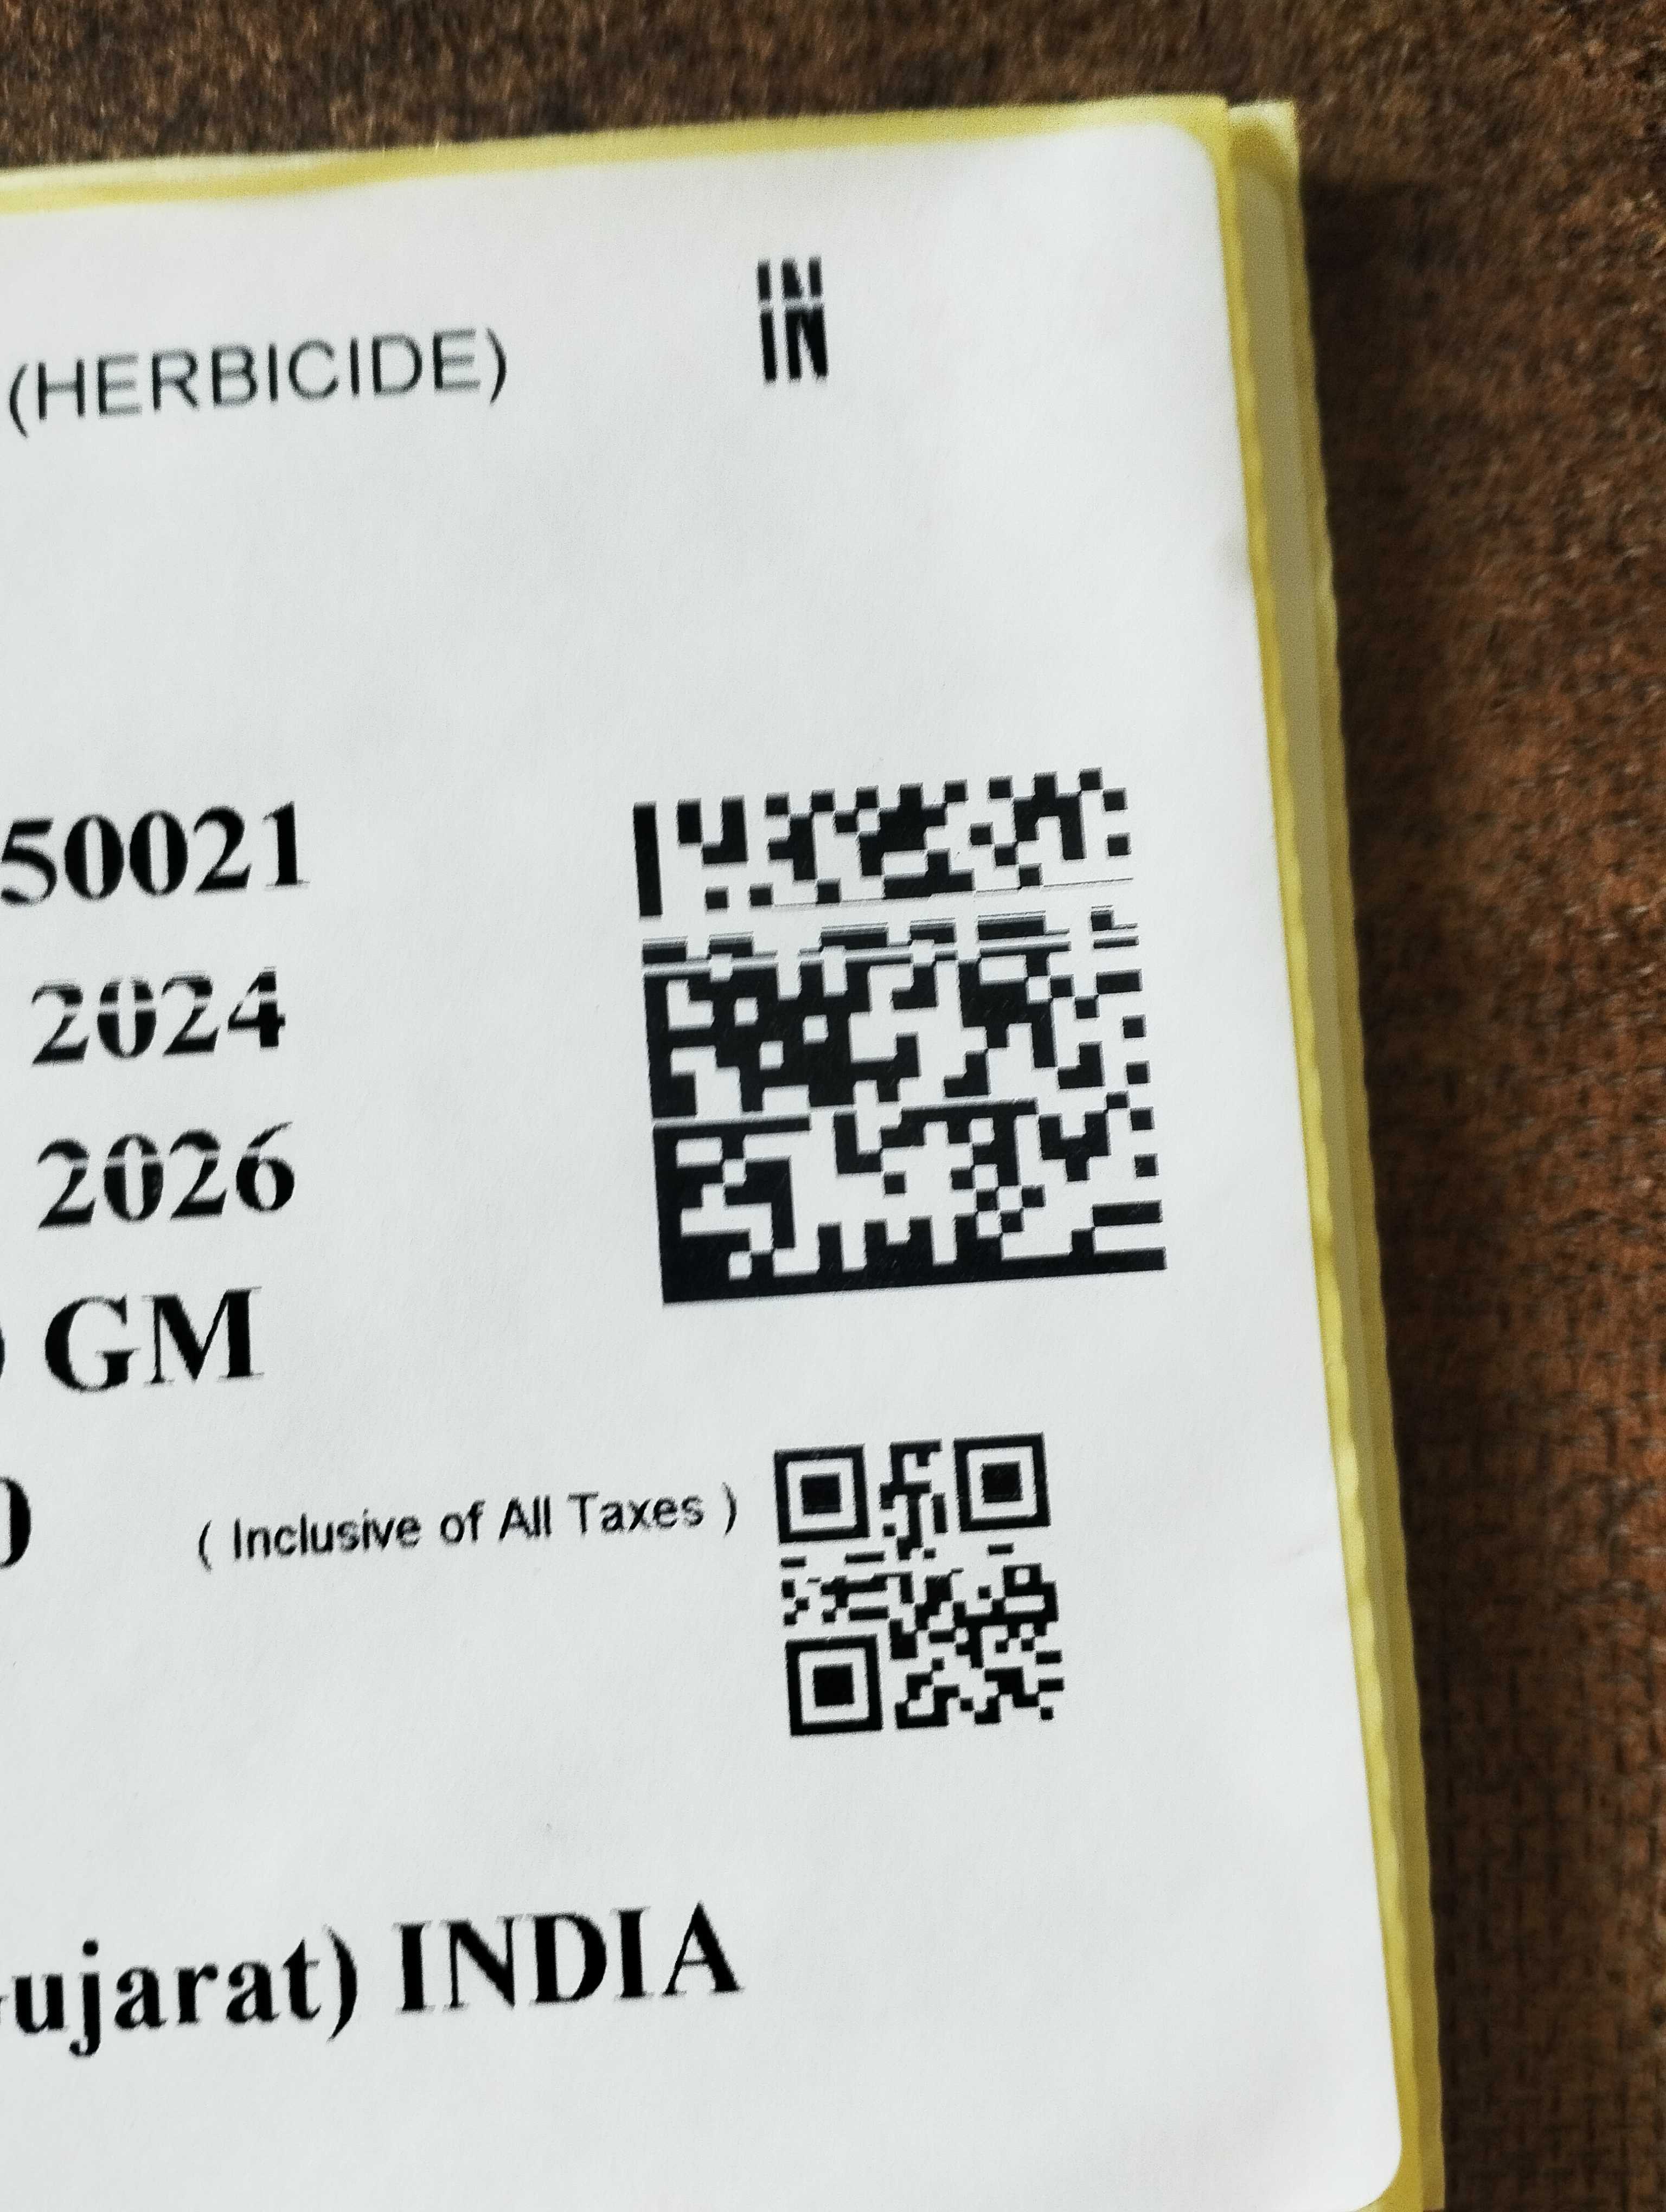 IN
(HERBICIDE)
50021
2024
2026
GM
( Inclusive of All Taxes )
ujarat) INDIA